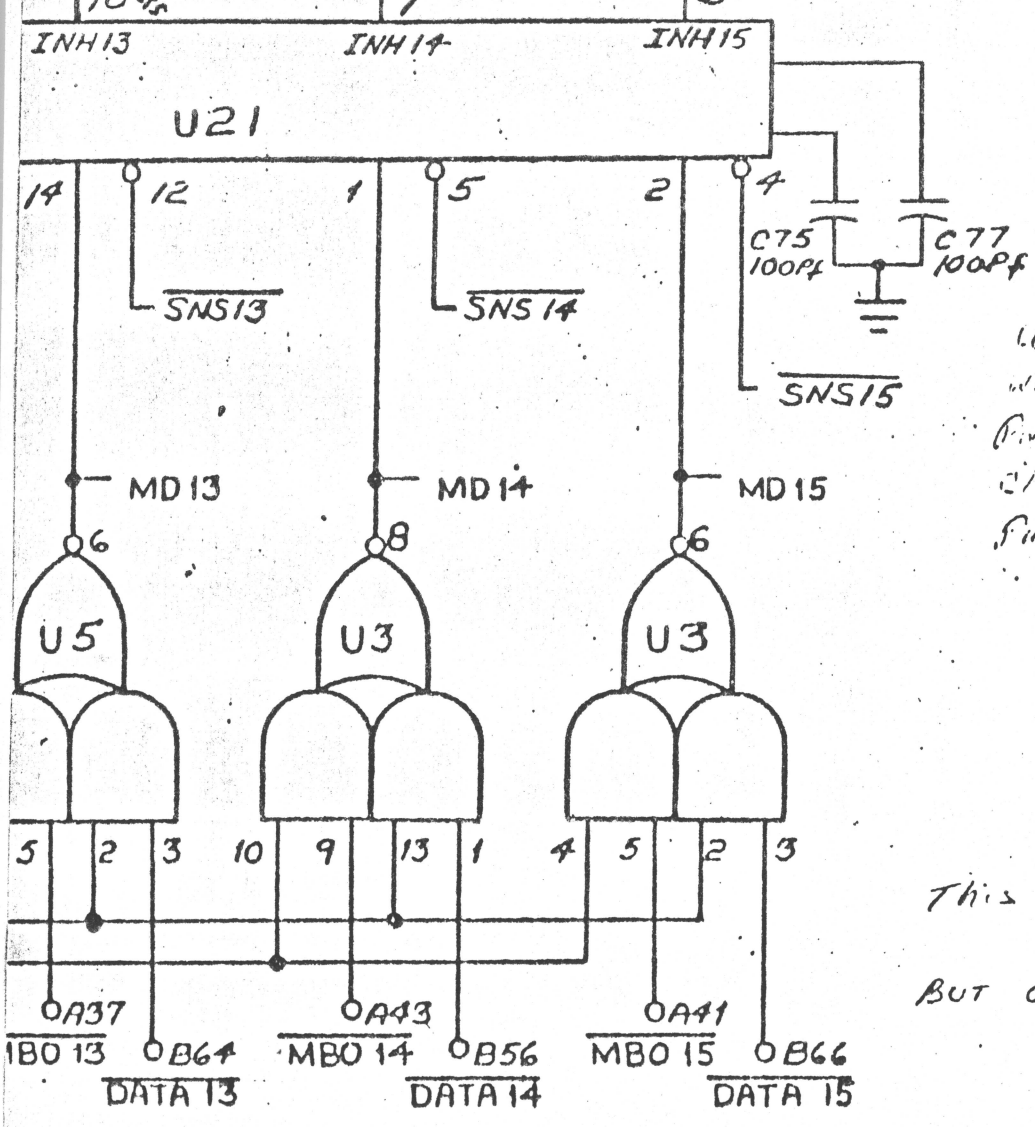 INH13 INH14 INH15
U21
14 12 1 5 2 4
C75 100Pf
C77 100Pf
SNS13 SNS14
SNS15
MD13 MD14 MD15
6 8 6
U5 U3 U3
5 2 3 10 9 13 1 4 5 2 3
This
BUT
A37 A43 A41
MBO 14 MBO 15
B64 B56 B66
DATA 13 DATA 14 DATA 15